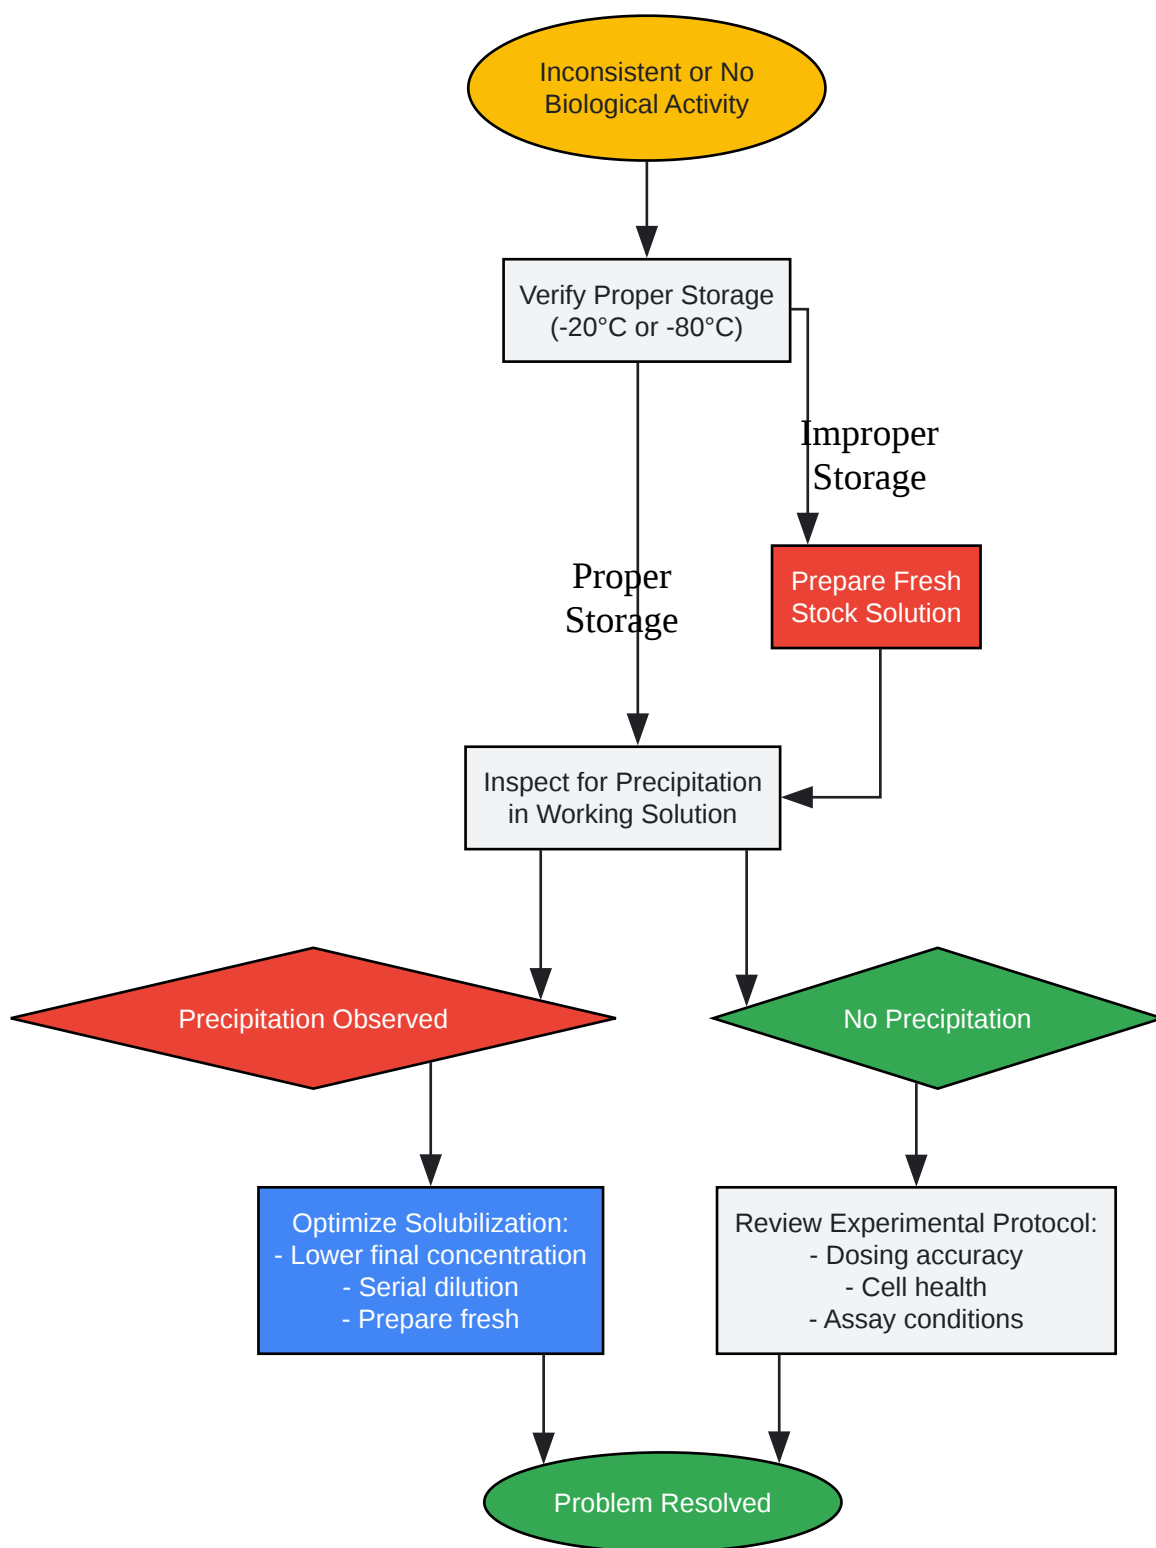 Inconsistent or No
Biological Activity
Verify Proper Storage
(-20°C or -80°C)
Improper
Storage
Proper
Storage
Prepare Fresh
Stock Solution
Inspect for Precipitation
in Working Solution
Precipitation Observed
No Precipitation
Optimize Solubilization:
- Lower final concentration
- Serial dilution
- Prepare fresh
Review Experimental Protocol:
- Dosing accuracy
- Cell health
- Assay conditions
Problem Resolved